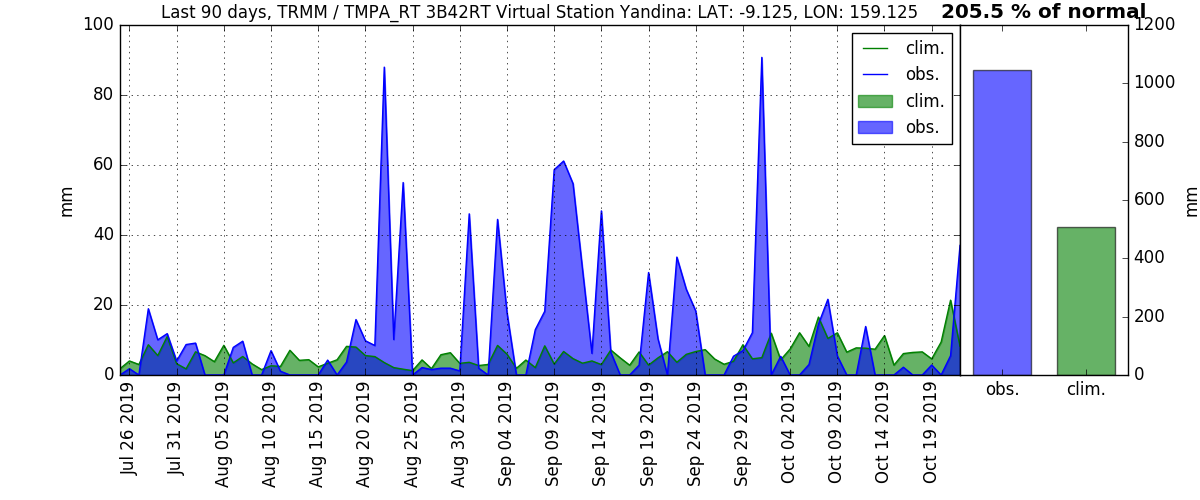 Last 90 days, TRMM / TMPA_RT 3B42RT Virtual Station Yandina: LAT: -9.125, LON: 159.125
205.5 % of normal
100
80
60
40
20
0
mm
clim.
obs.
clim.
obs.
1200
1000
800
600
400
200
0
mm
Jul 26 2019
Jul 31 2019
Aug 05 2019
Aug 10 2019
Aug 15 2019
Aug 20 2019
Aug 25 2019
Aug 30 2019
Sep 04 2019
Sep 09 2019
Sep 14 2019
Sep 19 2019
Sep 24 2019
Sep 29 2019
Oct 04 2019
Oct 09 2019
Oct 14 2019
Oct 19 2019
obs.
clim.